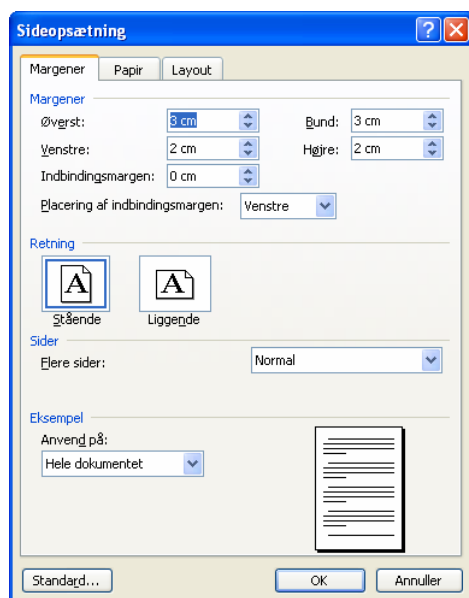 Sideopsætning
Margener Papir Layout
Margener
Øverst: 3 cm Bund: 3 cm
Venstre: 2 cm Højre: 2 cm
Indbindingsmargen: 0 cm
Placering af indbindingsmargen: Venstre
Retning
A A
Stående Liggende
Sider
Flere sider: Normal
Eksempel
Anvend på:
Hele dokumentet
Standard... OK Annuller